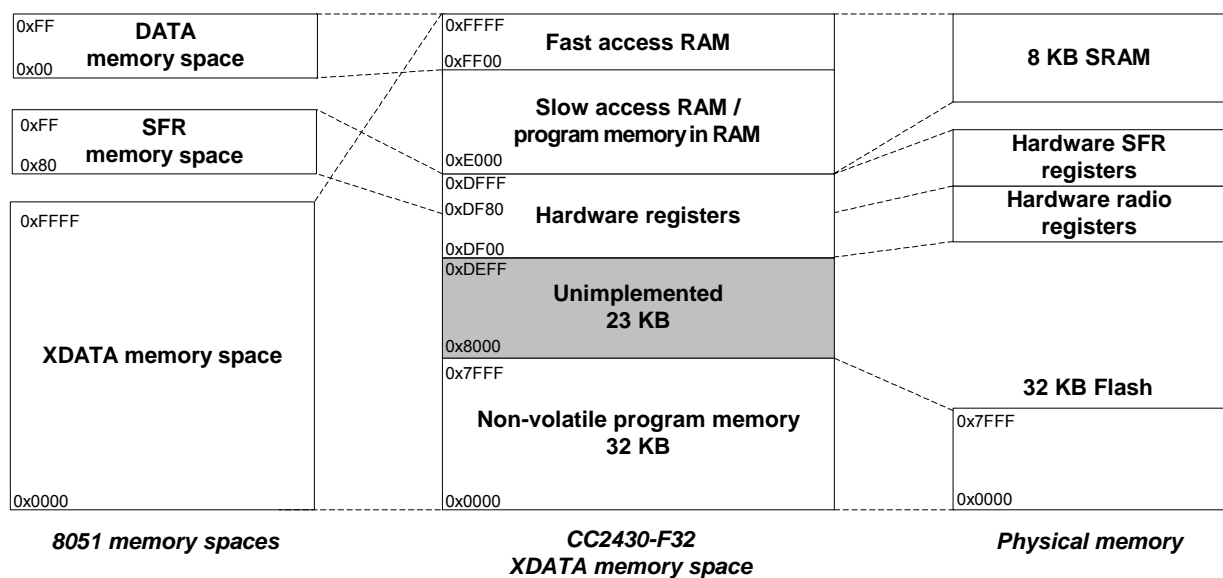 0xFF
DATA
memory space
0x00
0xFF
SFR
memory space
0x80
0xFFFF
XDATA memory space
0x0000
8051 memory spaces
0xFFFF
Fast access RAM
0xFF00
Slow access RAM /
program memory in RAM
0xE000
0xDFFF
0xDF80
Hardware registers
0xDF00
0xDEFF
Unimplemented
23 KB
0x8000
0x7FFF
Non-volatile program memory
32 KB
0x0000
CC2430-F32
XDATA memory space
8 KB SRAM
Hardware SFR
registers
Hardware radio
registers
32 KB Flash
0x7FFF
0x0000
Physical memory